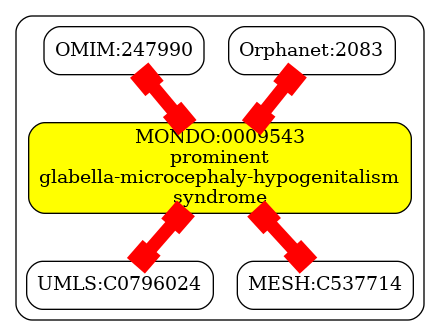 OMIM:247990
Orphanet:2083
MONDO:0009543
prominent
glabella-microcephaly-hypogenitalism
syndrome
UMLS:C0796024
MESH:C537714